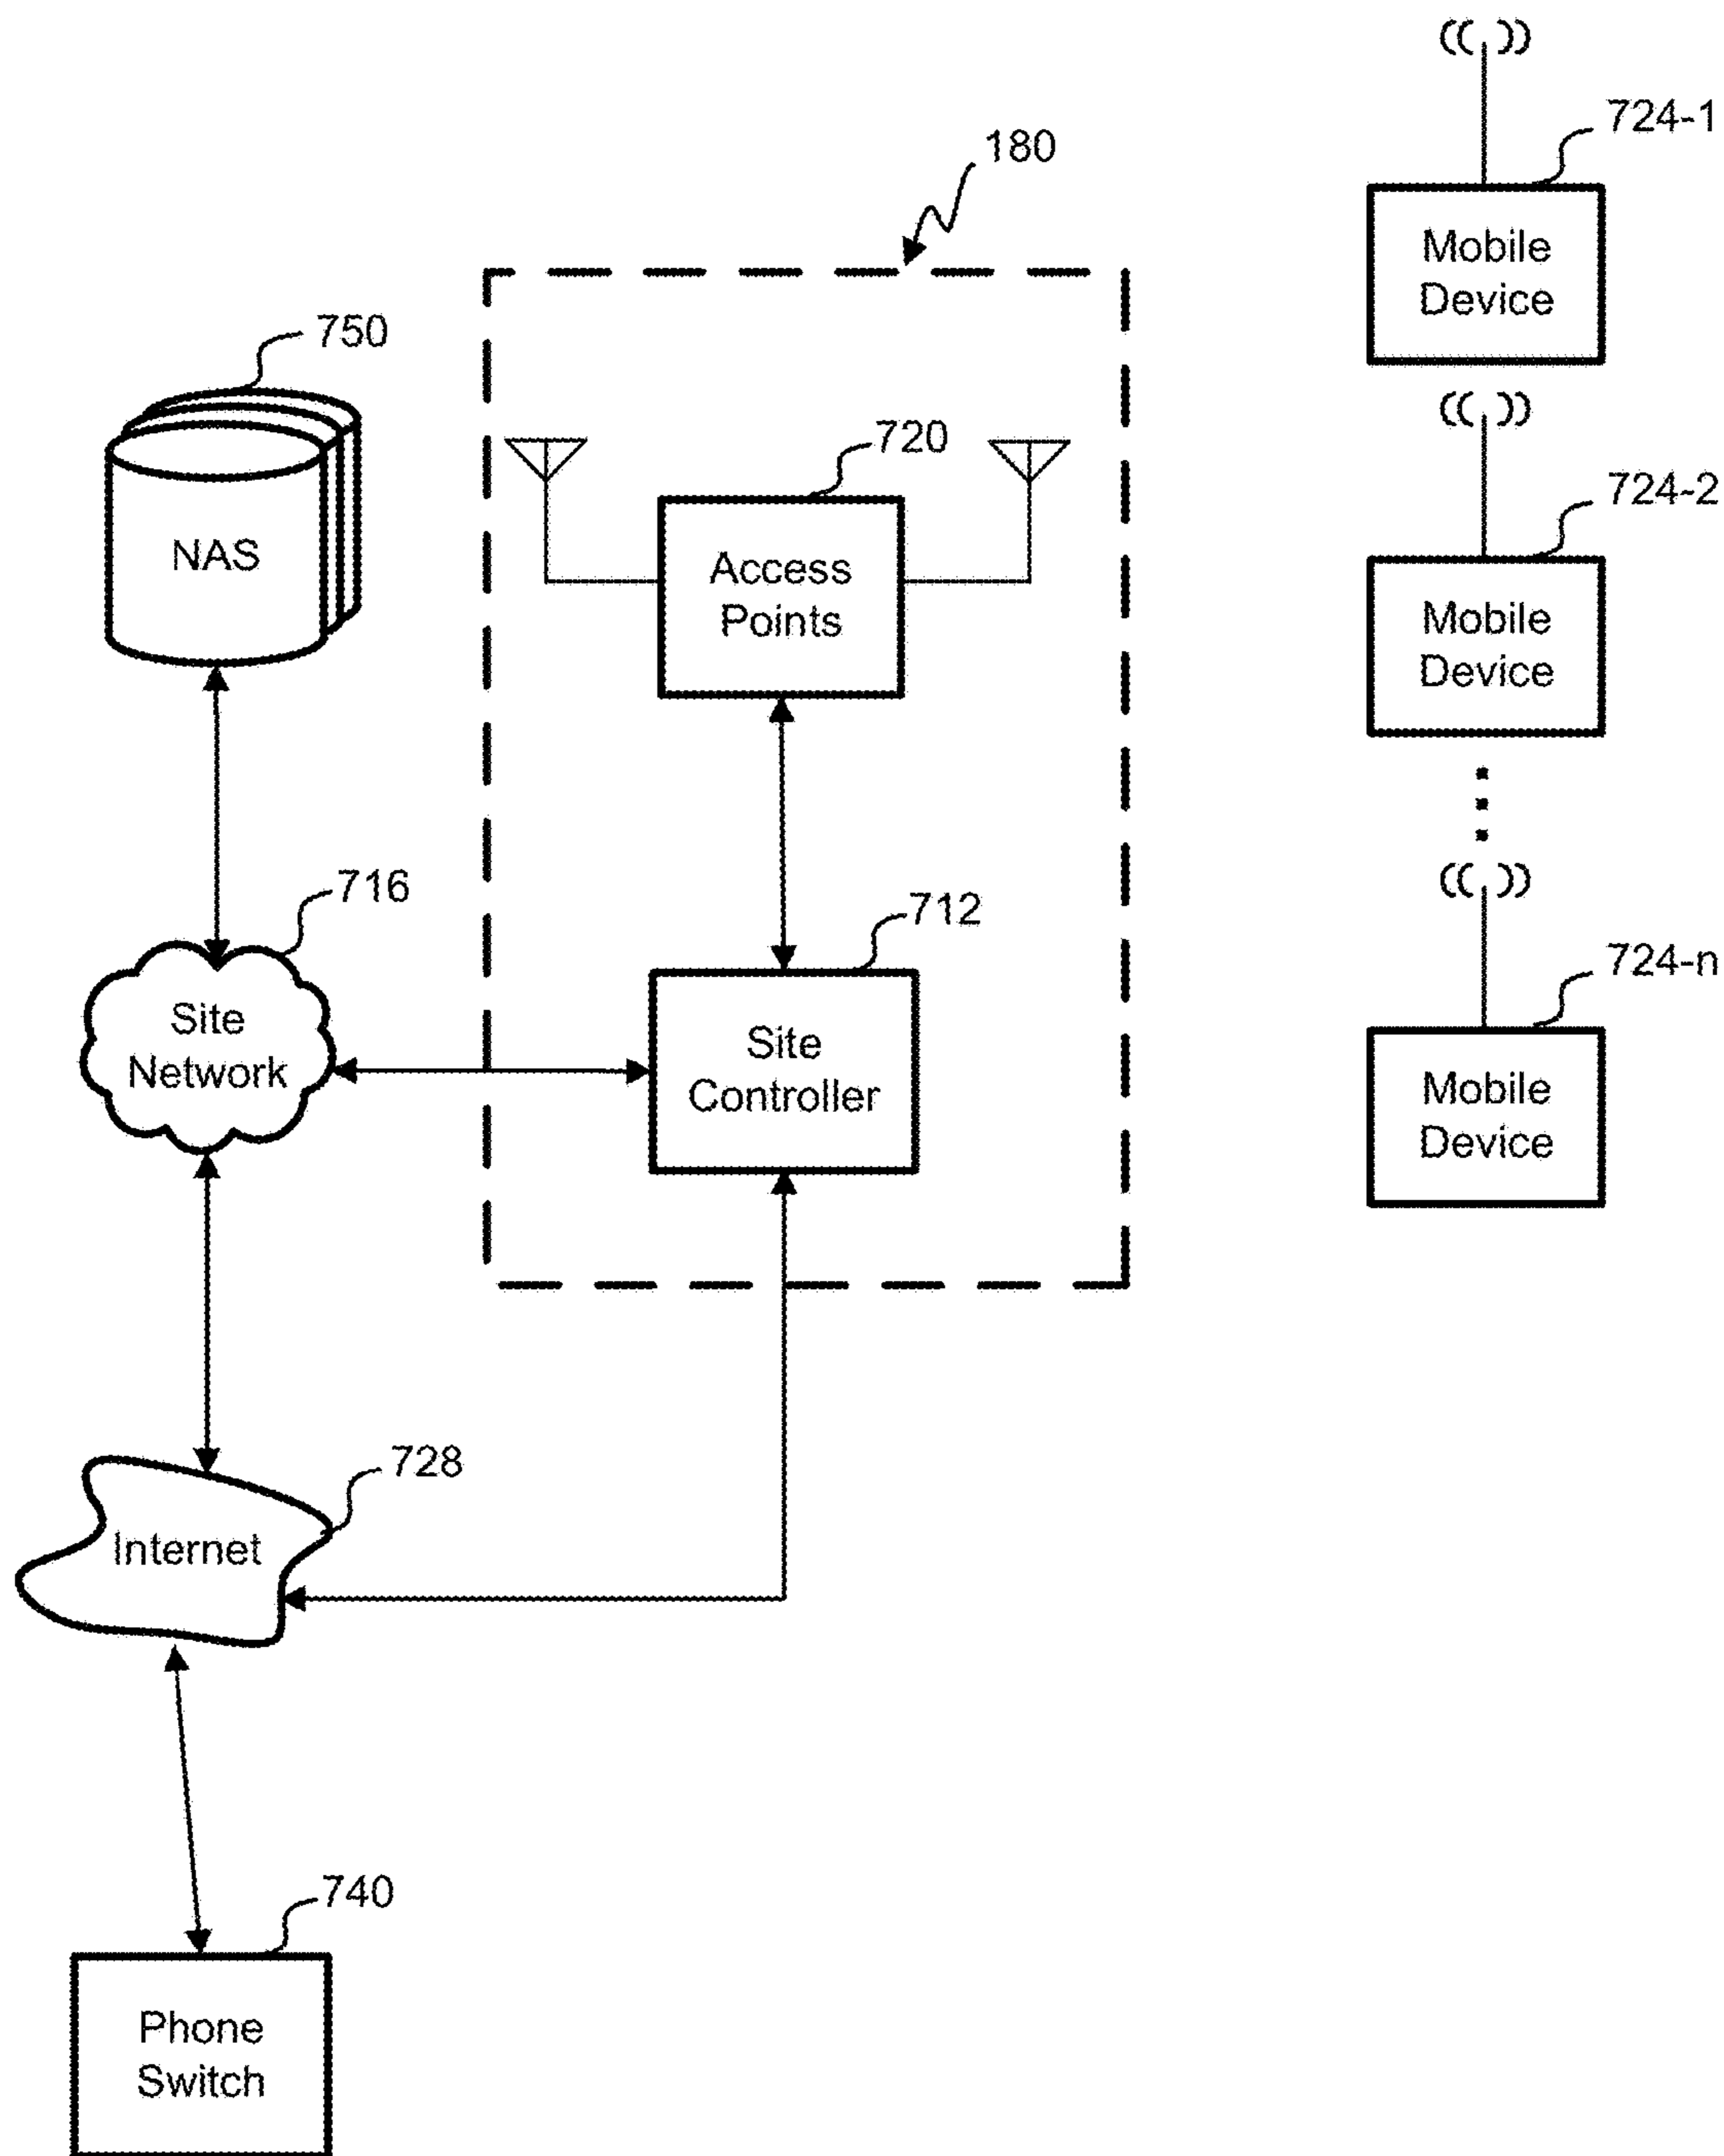 724-1
180
Mobile
Device
750
720
724-2
NAS
Access
Points
Mobile
Device
716
712
724-n
Site
Network
Site
Controller
Mobile
Device
728
Internet
740
Phone
Switch